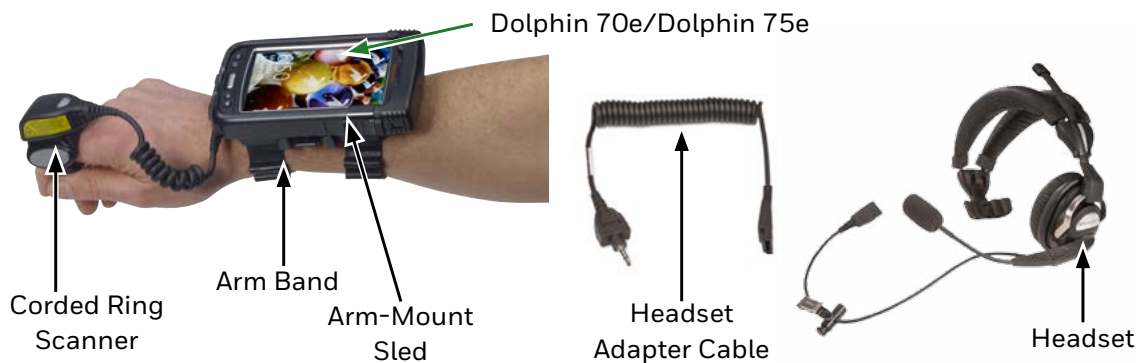 Dolphin 70e/Dolphin 75e
Corded Ring
Scanner
Arm Band
Arm-Mount
Sled
Headset
Adapter Cable
Headset